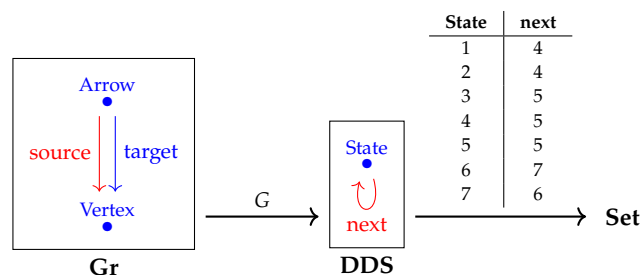 State next
1 4
2 4
3 5
4 5
5 5
6 7
7 6
Arrow
source target
Vertex
Gr
G
State
next
DDS
Set